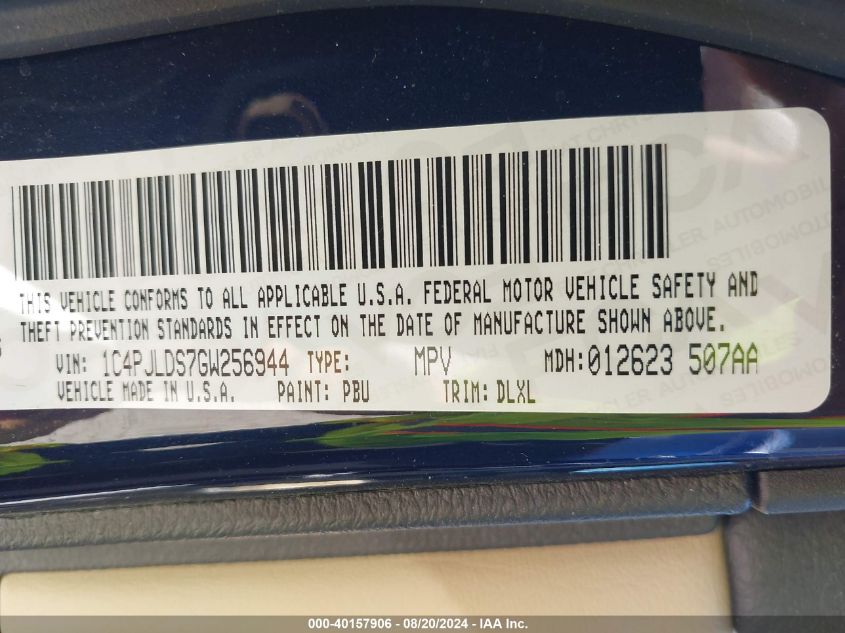 THIS VEHICLE CONFORMS TO ALL APPLICABLE U.S.A. FEDERAL MOTOR VEHICLE SAFETY AND
THEFT PREVENTION STANDARDS IN EFFECT ON THE DATE OF MANUFACTURE SHOWN ABOVE.
VIN: 1C4PJLDS7GW256944 TYPE: MPV MDH:012623 507AA
VEHICLE MADE IN U.S.A. PAINT: PBU TRIM: DLXL
000-40157906 | 08/20/2024 - IAA Inc.